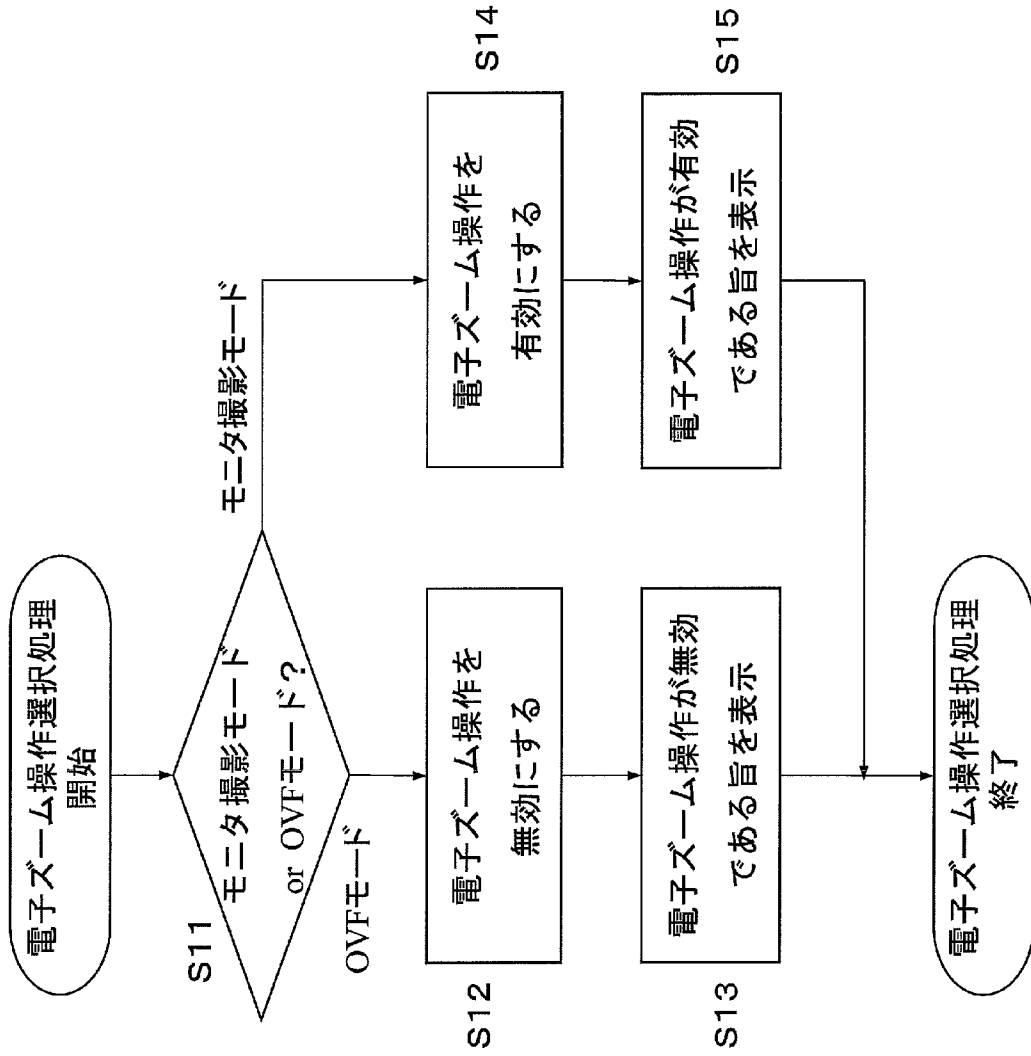 電子ズーム操作選択処理
開始
S11
モニタ撮影モード
or OVFモード?
モニタ撮影モード
OVFモード
S12
電子ズーム操作を
無効にする
S13
電子ズーム操作が無効
である旨を表示
S14
電子ズーム操作を
有効にする
S15
電子ズーム操作が有効
である旨を表示
電子ズーム操作選択処理
終了